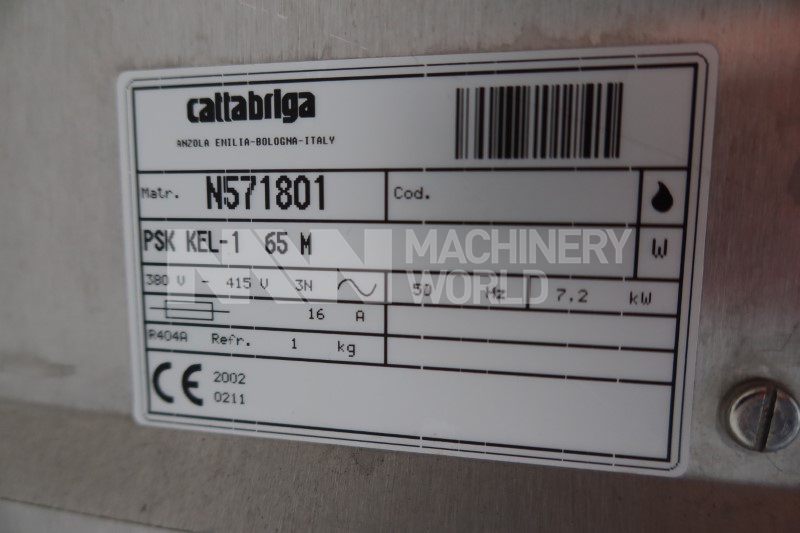 cattabriga
ANZOLA EMILIA-BOLOGNA-ITALY
Matr. N571801 Cod.
PSK KEL-1 65 M W
380 V - 415 V 3N 50 Hz 7.2 kW
16 A
R404A Refr. 1 kg
CE 2002
0211
MACHINERY
WORLD